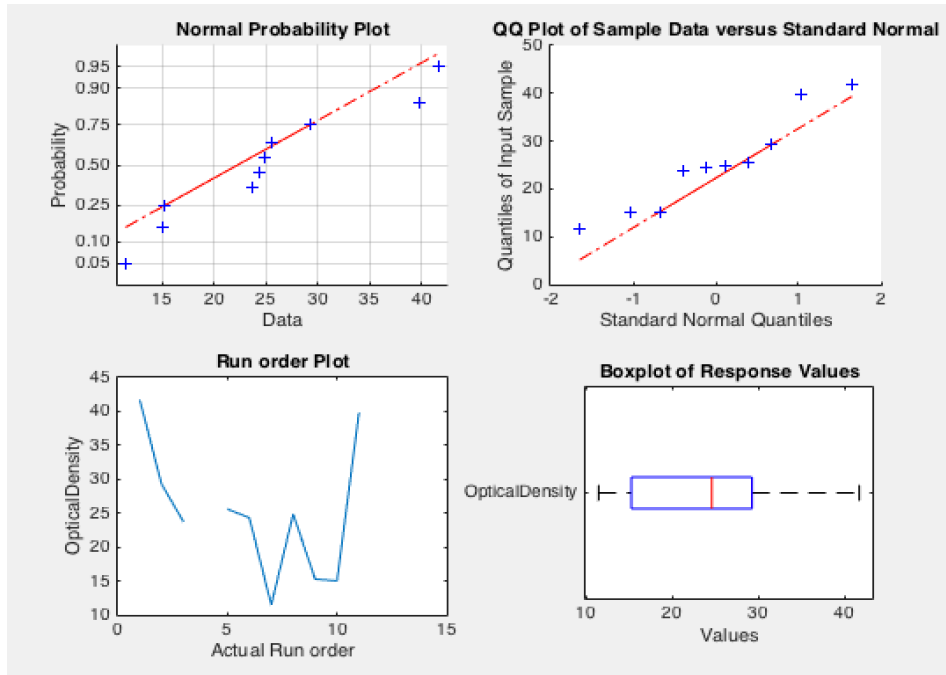 Normal Probability Plot
0.95
0.90
0.75
0.50
0.25
0.10
0.05
Probability
15 20 25 30 35 40
Data
QQ Plot of Sample Data versus Standard Normal
50
40
30
20
10
0
Quantiles of Input Sample
-2 -1 0 1 2
Standard Normal Quantiles
Run order Plot
45
40
35
30
25
20
15
10
OpticalDensity
0 5 10 15
Actual Run order
Boxplot of Response Values
OpticalDensity
10 20 30 40
Values